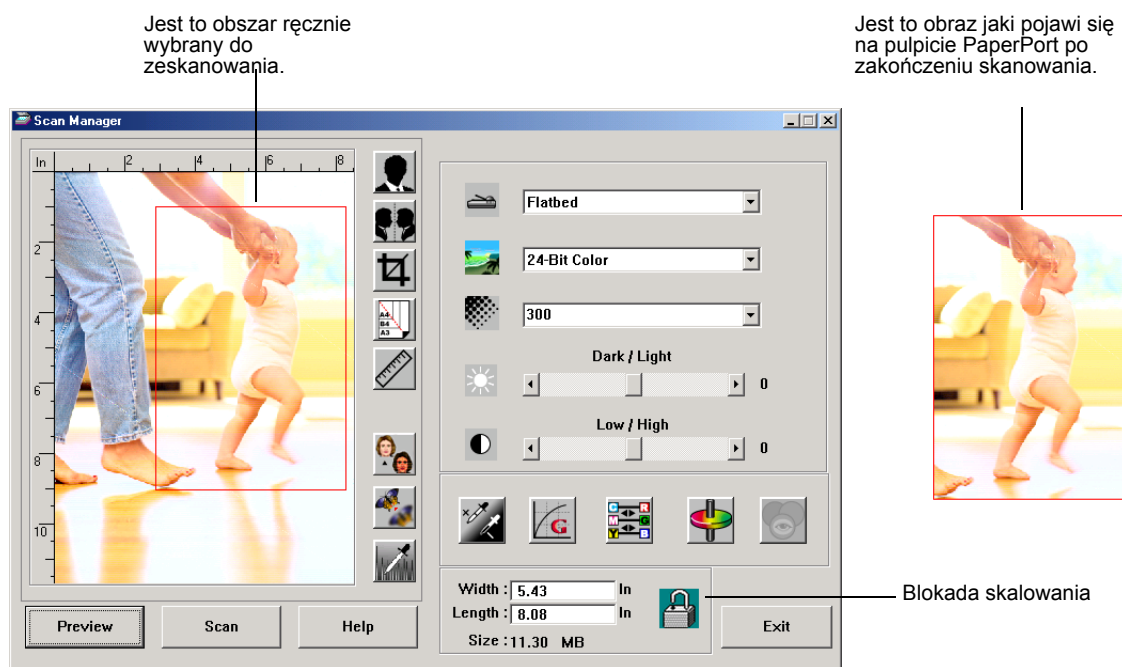 Jest to obszar ręcznie
wybrany do
zeskanowania.
Jest to obraz jaki pojawi się
na pulpicie PaperPort po
zakończeniu skanowania.
Scan Manager
In 2 4 6 8
2
4
6
8
10
A4
B4
A3
Flatbed
24-Bit Color
300
Dark / Light
0
Low / High
0
G
C R
M G
Y B
Width : 5.43 In
Length : 8.08 In
Size : 11.30 MB
Blokada skalowania
Preview Scan Help Exit